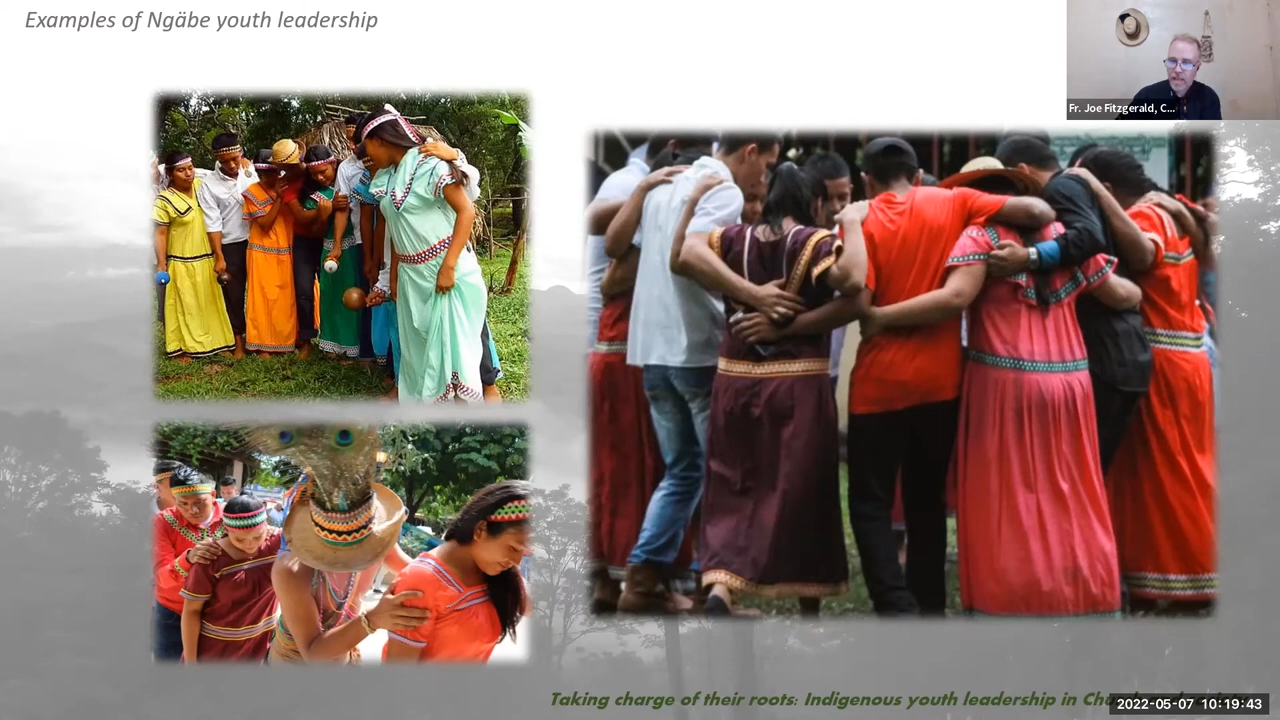 Examples of Ngäbe youth leadership
Fr. Joe Fitzgerald, C...
Taking charge of their roots: Indigenous youth leadership in
2022-05-07 10:19:43